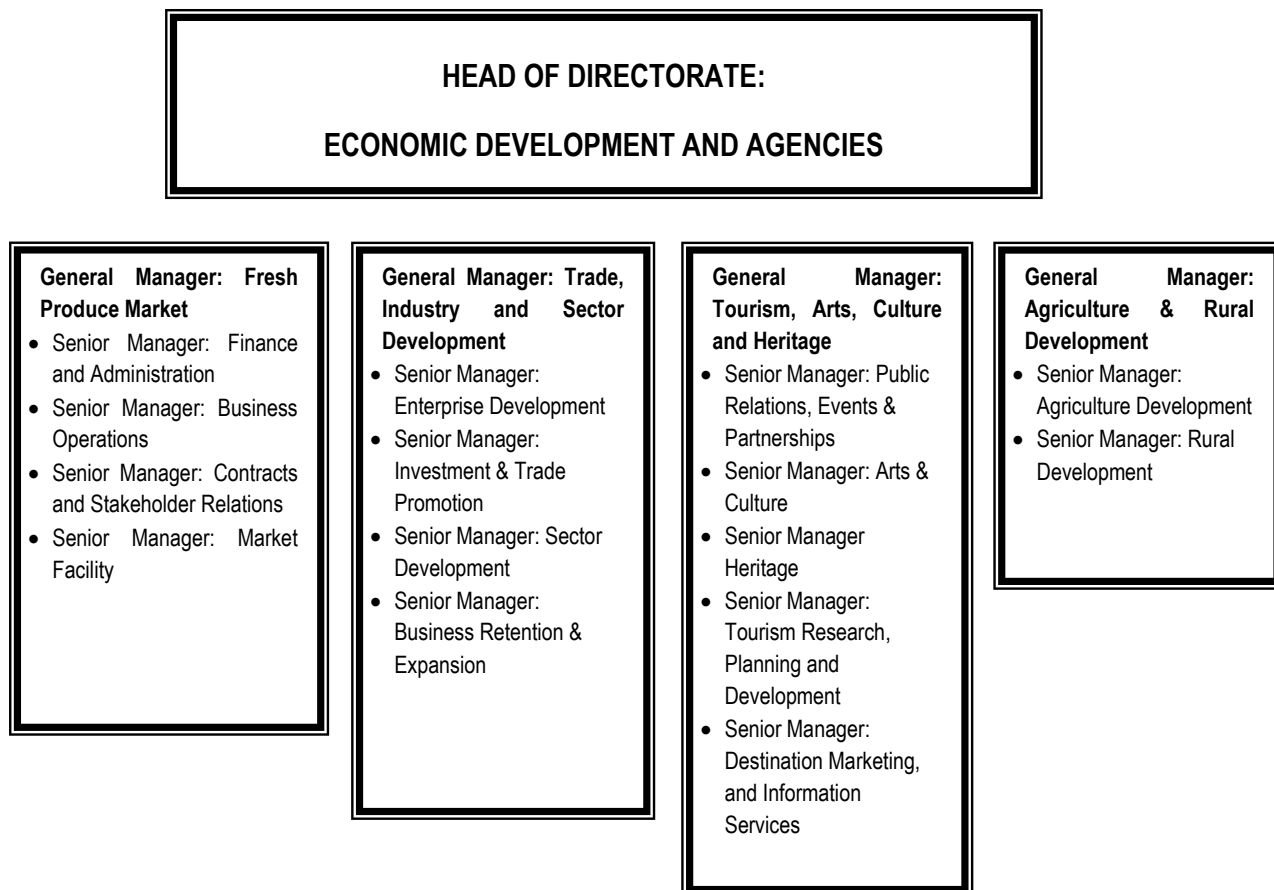 HEAD OF DIRECTORATE:
ECONOMIC DEVELOPMENT AND AGENCIES
General Manager: Fresh
Produce Market
• Senior Manager: Finance
and Administration
• Senior Manager: Business
Operations
• Senior Manager: Contracts
and Stakeholder Relations
• Senior Manager: Market
Facility
General Manager: Trade,
Industry and Sector
Development
• Senior Manager:
Enterprise Development
• Senior Manager:
Investment & Trade
Promotion
• Senior Manager: Sector
Development
• Senior Manager:
Business Retention &
Expansion
General Manager:
Tourism, Arts, Culture
and Heritage
• Senior Manager: Public
Relations, Events &
Partnerships
• Senior Manager: Arts &
Culture
• Senior Manager
Heritage
• Senior Manager:
Tourism Research,
Planning and
Development
• Senior Manager:
Destination Marketing,
and Information
Services
General Manager:
Agriculture & Rural
Development
• Senior Manager:
Agriculture Development
• Senior Manager: Rural
Development